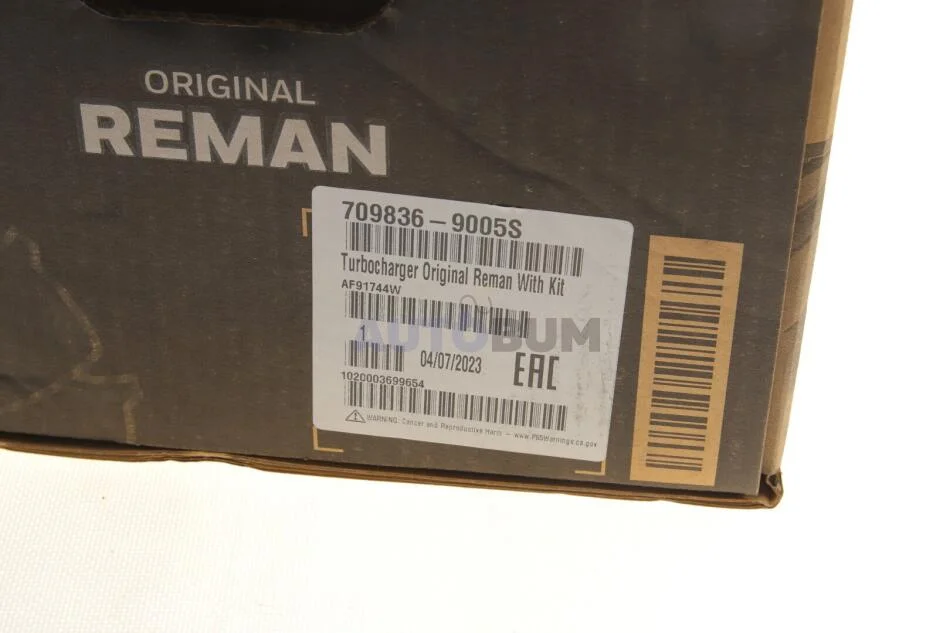 ORIGINAL
REMAN
709836 – 9005S
Turbocharger Original Reman With Kit
AF91744W
AUTOBUM
1
04/07/2023
EAC
1020003699654
WARNING: Cancer and Reproductive Harm – www.P65Warnings.ca.gov